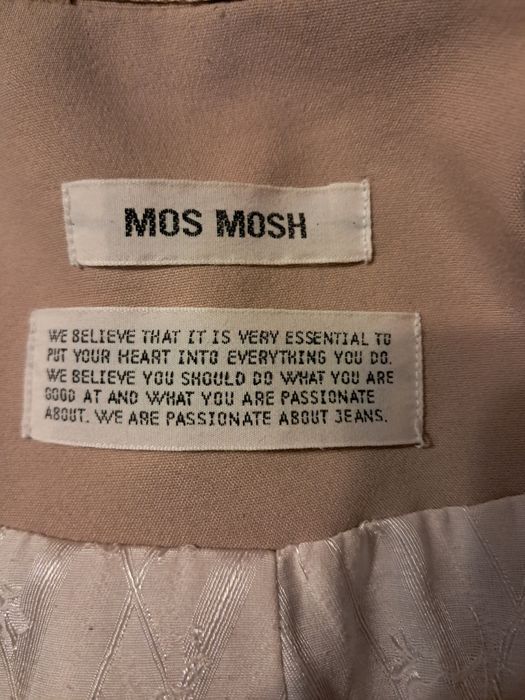 MOS MOSH
WE BELIEVE THAT IT IS VERY ESSENTIAL TO
PUT YOUR HEART INTO EVERYTHING YOU DO.
WE BELIEVE YOU SHOULD DO WHAT YOU ARE
GOOD AT AND WHAT YOU ARE PASSIONATE
ABOUT. WE ARE PASSIONATE ABOUT JEANS.